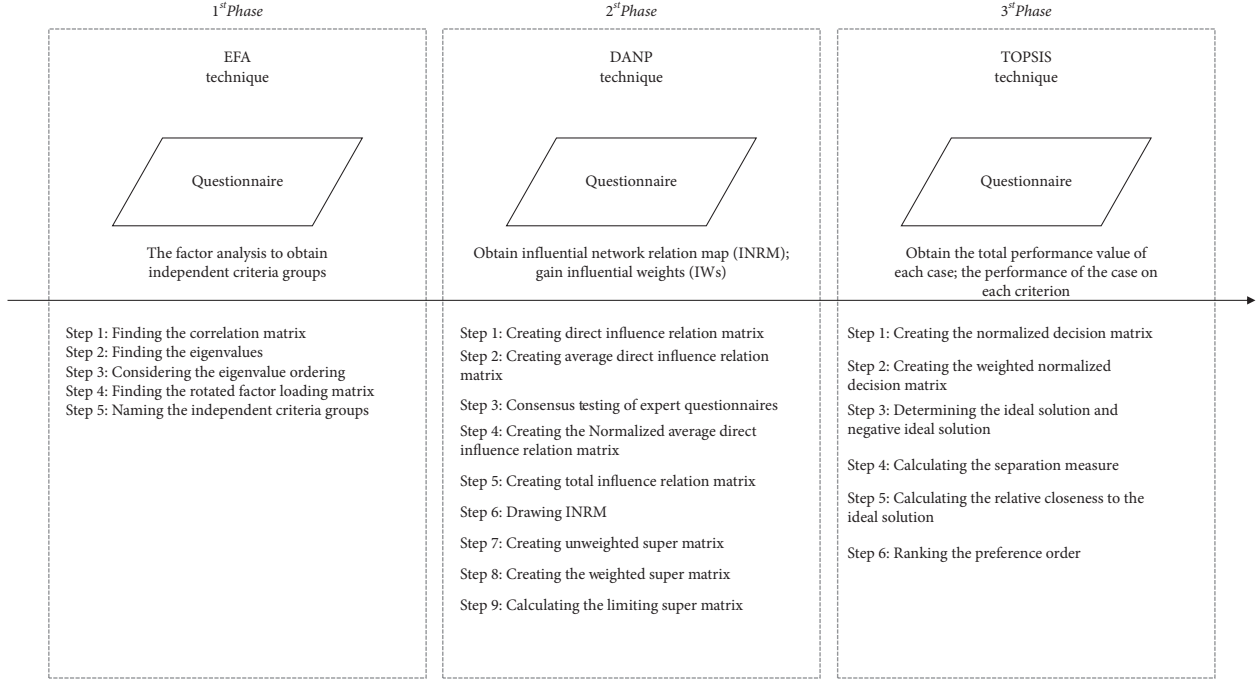 1stPhase
EFA
technique
Questionnaire
The factor analysis to obtain
independent criteria groups
Step 1: Finding the correlation matrix
Step 2: Finding the eigenvalues
Step 3: Considering the eigenvalue ordering
Step 4: Finding the rotated factor loading matrix
Step 5: Naming the independent criteria groups
2stPhase
DANP
technique
Questionnaire
Obtain influential network relation map (INRM);
gain influential weights (IWs)
Step 1: Creating direct influence relation matrix
Step 2: Creating average direct influence relation
matrix
Step 3: Consensus testing of expert questionnaires
Step 4: Creating the Normalized average direct
influence relation matrix
Step 5: Creating total influence relation matrix
Step 6: Drawing INRM
Step 7: Creating unweighted super matrix
Step 8: Creating the weighted super matrix
Step 9: Calculating the limiting super matrix
3stPhase
TOPSIS
technique
Questionnaire
Obtain the total performance value of
each case; the performance of the case on
each criterion
Step 1: Creating the normalized decision matrix
Step 2: Creating the weighted normalized
decision matrix
Step 3: Determining the ideal solution and
negative ideal solution
Step 4: Calculating the separation measure
Step 5: Calculating the relative closeness to the
ideal solution
Step 6: Ranking the preference order